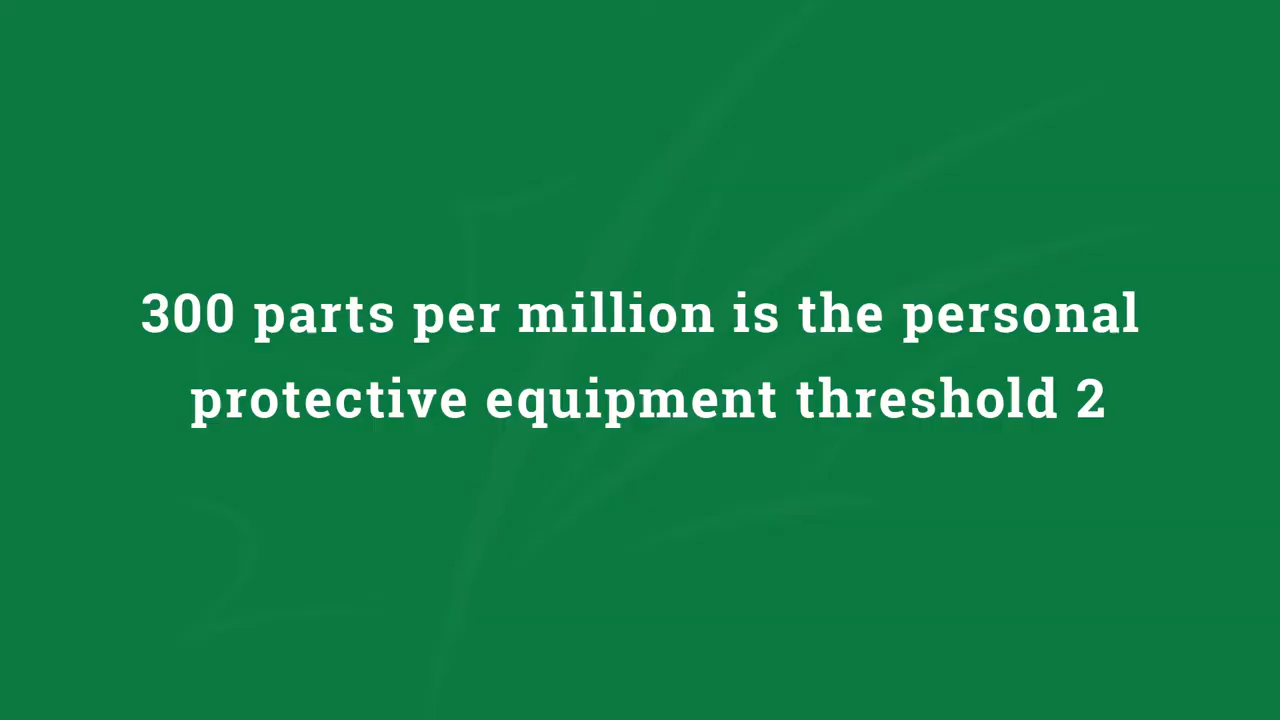 300 parts per million is the personal
protective equipment threshold 2